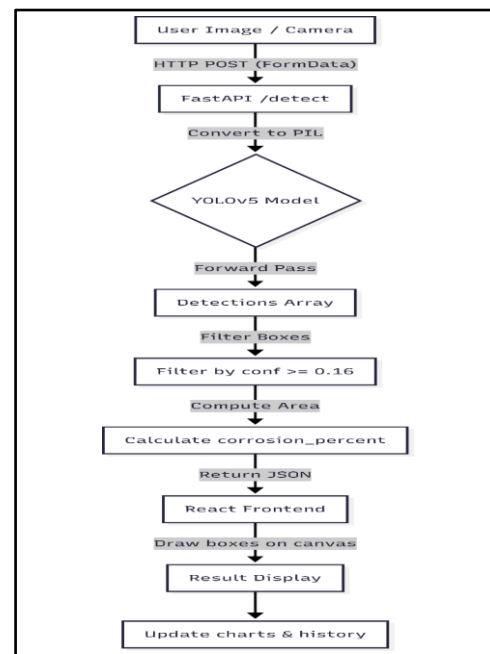 User Image / Camera
HTTP POST (FormData)
FastAPI /detect
Convert to PIL
YOLOv5 Model
Forward Pass
Detections Array
Filter Boxes
Filter by conf >= 0.16
Compute Area
Calculate corrosion_percent
Return JSON
React Frontend
Draw boxes on canvas
Result Display
Update charts & history